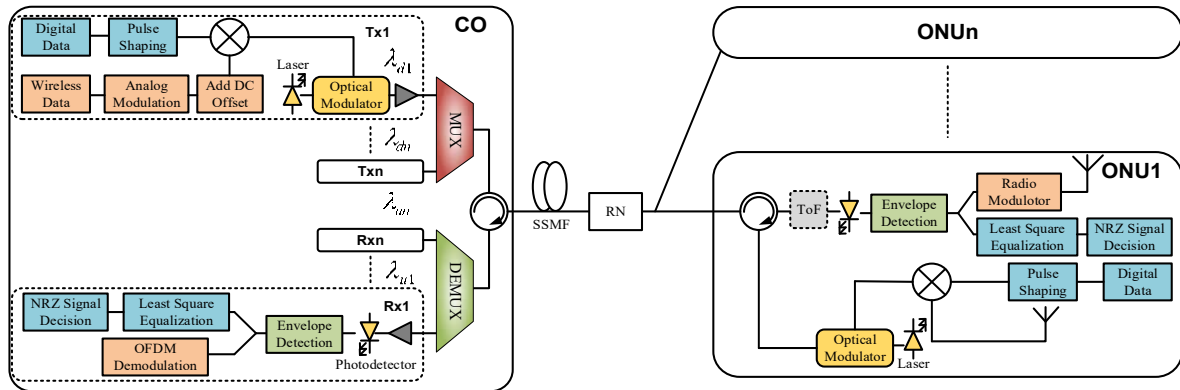 CO
Tx1
Digital
Data
Pulse
Shaping
Laser
λd1
Wireless
Data
Analog
Modulation
Add DC
Offset
Optical
Modulator
MUX
λdn
Txn
λun
Rxn
λu1
DEMUX
Rx1
NRZ Signal
Decision
Least Square
Equalization
OFDM
Demodulation
Envelope
Detection
Photodetector
SSMF
RN
ONUn
ONU1
ToF
Envelope
Detection
Radio
Modulotor
Least Square
Equalization
NRZ Signal
Decision
Pulse
Shaping
Digital
Data
Optical
Modulator
Laser